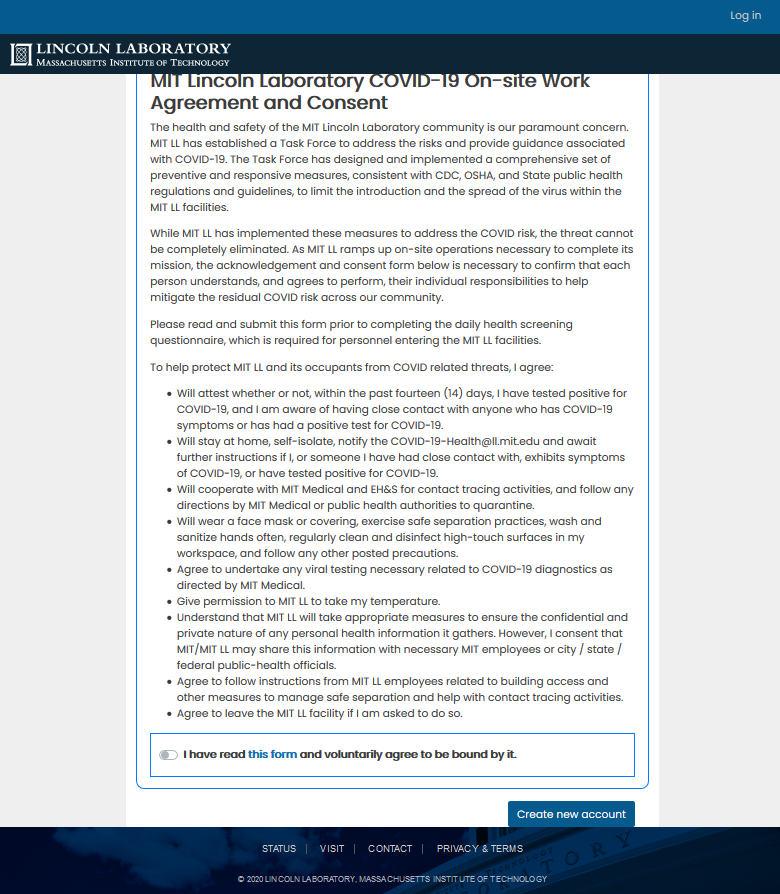 Log in
LINCOLN LABORATORY
MASSACHUSETTS INSTITUTE OF TECHNOLOGY
MIT Lincoln Laboratory COVID-19 On-site Work
Agreement and Consent
The health and safety of the MIT Lincoln Laboratory community is our paramount concern.
MIT LL has established a Task Force to address the risks and provide guidance associated
with COVID-19. The Task Force has designed and implemented a comprehensive set of
preventive and responsive measures, consistent with CDC, OSHA, and State public health
regulations and guidelines, to limit the introduction and the spread of the virus within the
MIT LL facilities.
While MIT LL has implemented these measures to address the COVID risk, the threat cannot
be completely eliminated. As MIT LL ramps up on-site operations necessary to complete its
mission, the acknowledgement and consent form below is necessary to confirm that each
person understands, and agrees to perform, their individual responsibilities to help
mitigate the residual COVID risk across our community.
Please read and submit this form prior to completing the daily health screening
questionnaire, which is required for personnel entering the MIT LL facilities.
To help protect MIT LL and its occupants from COVID related threats, I agree:
• Will attest whether or not, within the past fourteen (14) days, I have tested positive for
COVID-19, and I am aware of having close contact with anyone who has COVID-19
symptoms or has had a positive test for COVID-19.
• Will stay at home, self-isolate, notify the COVID-19-Health@ll.mit.edu and await
further instructions if I, or someone I have had close contact with, exhibits symptoms
of COVID-19, or have tested positive for COVID-19.
• Will cooperate with MIT Medical and EH&S for contact tracing activities, and follow any
directions by MIT Medical or public health authorities to quarantine.
• Will wear a face mask or covering, exercise safe separation practices, wash and
sanitize hands often, regularly clean and disinfect high-touch surfaces in my
workspace, and follow any other posted precautions.
• Agree to undertake any viral testing necessary related to COVID-19 diagnostics as
directed by MIT Medical.
• Give permission to MIT LL to take my temperature.
• Understand that MIT LL will take appropriate measures to ensure the confidential and
private nature of any personal health information it gathers. However, I consent that
MIT/MIT LL may share this information with necessary MIT employees or city / state /
federal public-health officials.
• Agree to follow instructions from MIT LL employees related to building access and
other measures to manage safe separation and help with contact tracing activities.
• Agree to leave the MIT LL facility if I am asked to do so.
I have read this form and voluntarily agree to be bound by it.
Create new account
STATUS | VISIT | CONTACT | PRIVACY & TERMS
© 2020 LINCOLN LABORATORY, MASSACHUSETTS INSTITUTE OF TECHNOLOGY